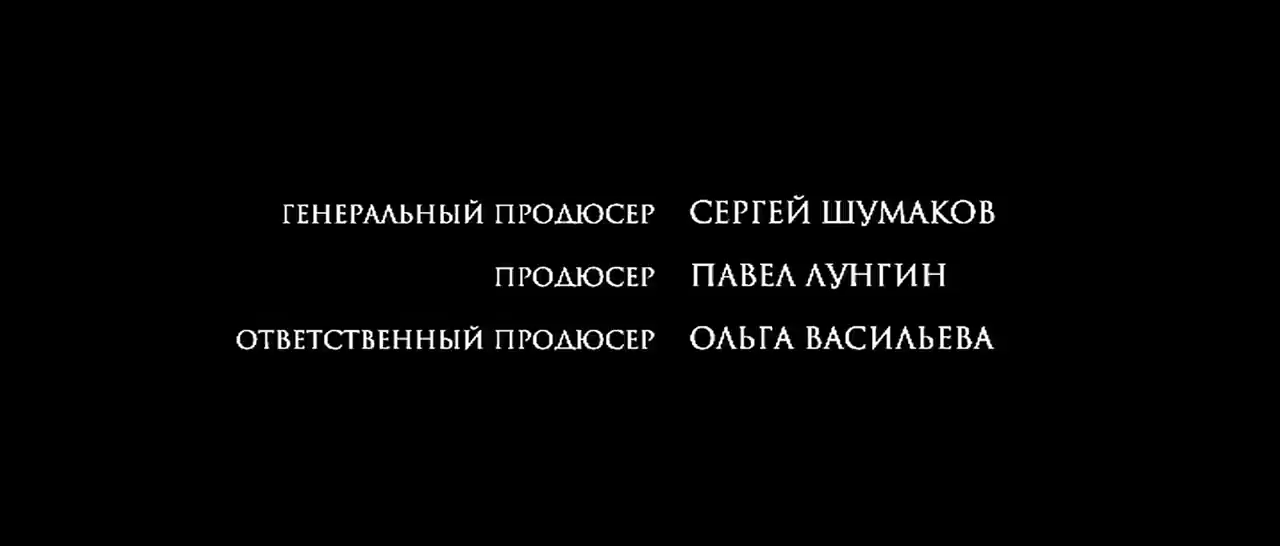 ГЕНЕРАЛЬНЫЙ ПРОДЮСЕР СЕРГЕЙ ШУМАКОВ
ПРОДЮСЕР ПАВЕЛ ЛУНГИН
ОТВЕТСТВЕННЫЙ ПРОДЮСЕР ОЛЬГА ВАСИЛЬЕВА